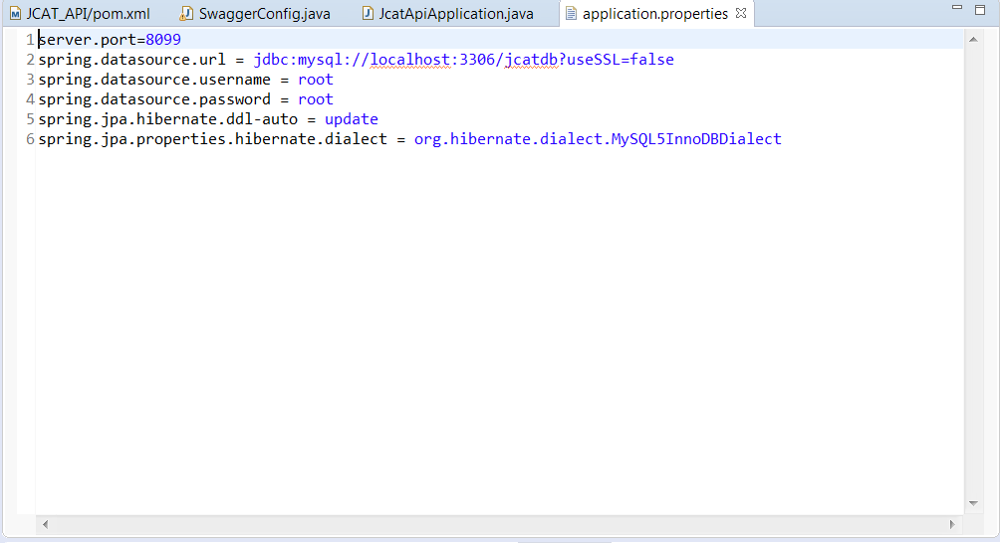 JCAT_API/pom.xml SwaggerConfig.java JcatApiApplication.java application.properties
1 server.port=8099
2 spring.datasource.url = jdbc:mysql://localhost:3306/jcatdb?useSSL=false
3 spring.datasource.username = root
4 spring.datasource.password = root
5 spring.jpa.hibernate.ddl-auto = update
6 spring.jpa.properties.hibernate.dialect = org.hibernate.dialect.MySQL5InnoDBDialect